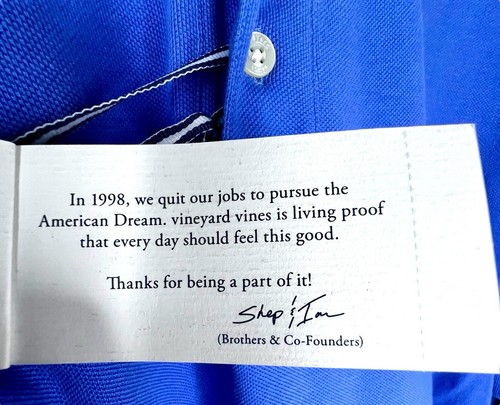 In 1998, we quit our jobs to pursue the
American Dream. vineyard vines is living proof
that every day should feel this good.
Thanks for being a part of it!
Shep & Ian
(Brothers & Co-Founders)